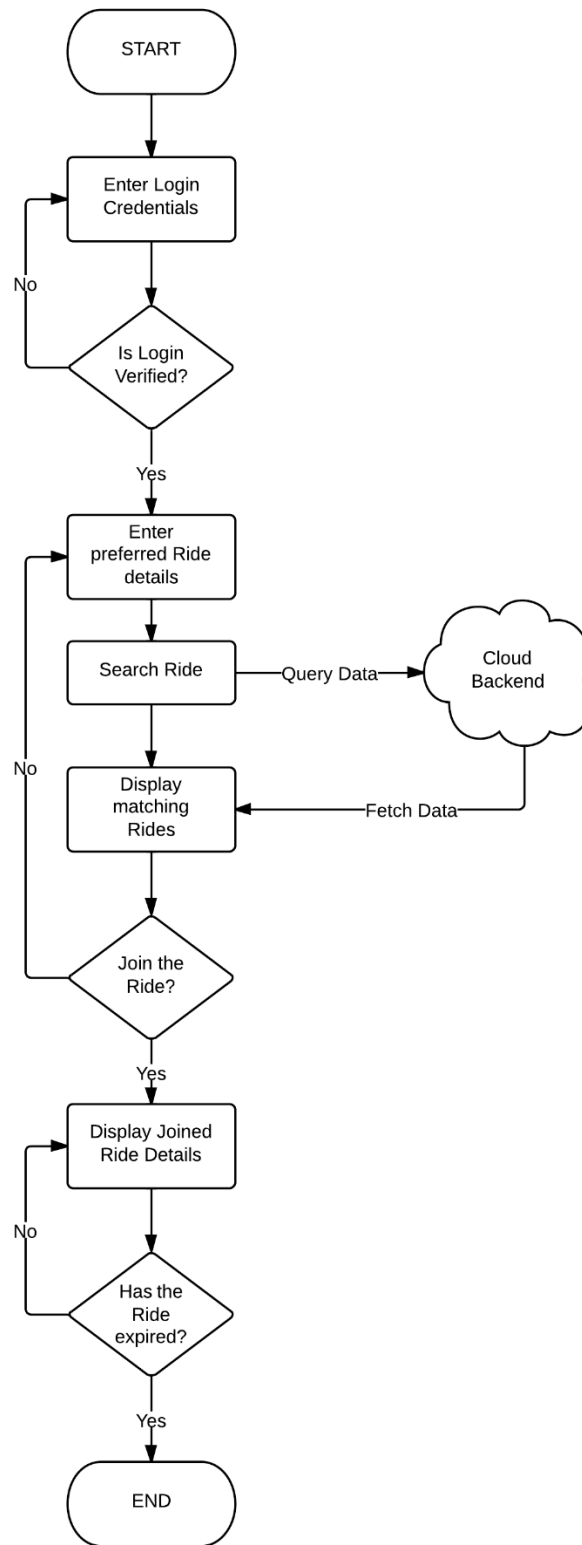 START
Enter Login
Credentials
No
Is Login
Verified?
Yes
Enter
preferred Ride
details
Search Ride
Query Data
Cloud
Backend
No
Display
matching
Rides
Fetch Data
Join the
Ride?
Yes
Display Joined
Ride Details
No
Has the
Ride
expired?
Yes
END